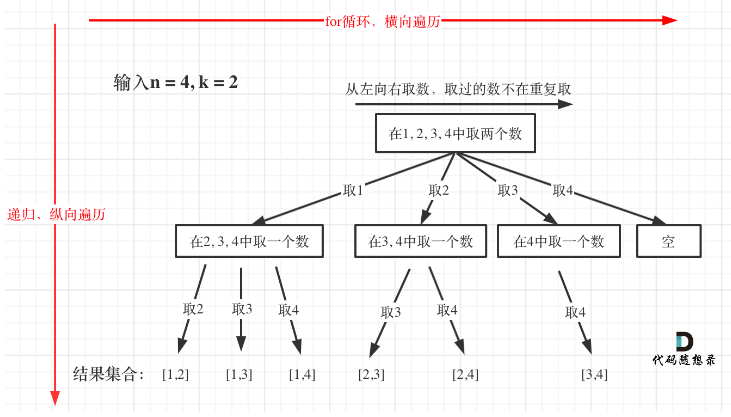 for循环，横向遍历
输入n = 4, k = 2
从左向右取数，取过的数不在重复取
在1, 2, 3, 4中取两个数
取1 取2 取3 取4
递归，纵向遍历
在2, 3, 4中取一个数 在3, 4中取一个数 在4中取一个数 空
取2 取3 取4 取3 取4 取4
代码随想录
结果集合： [1,2] [1,3] [1,4] [2,3] [2,4] [3,4]